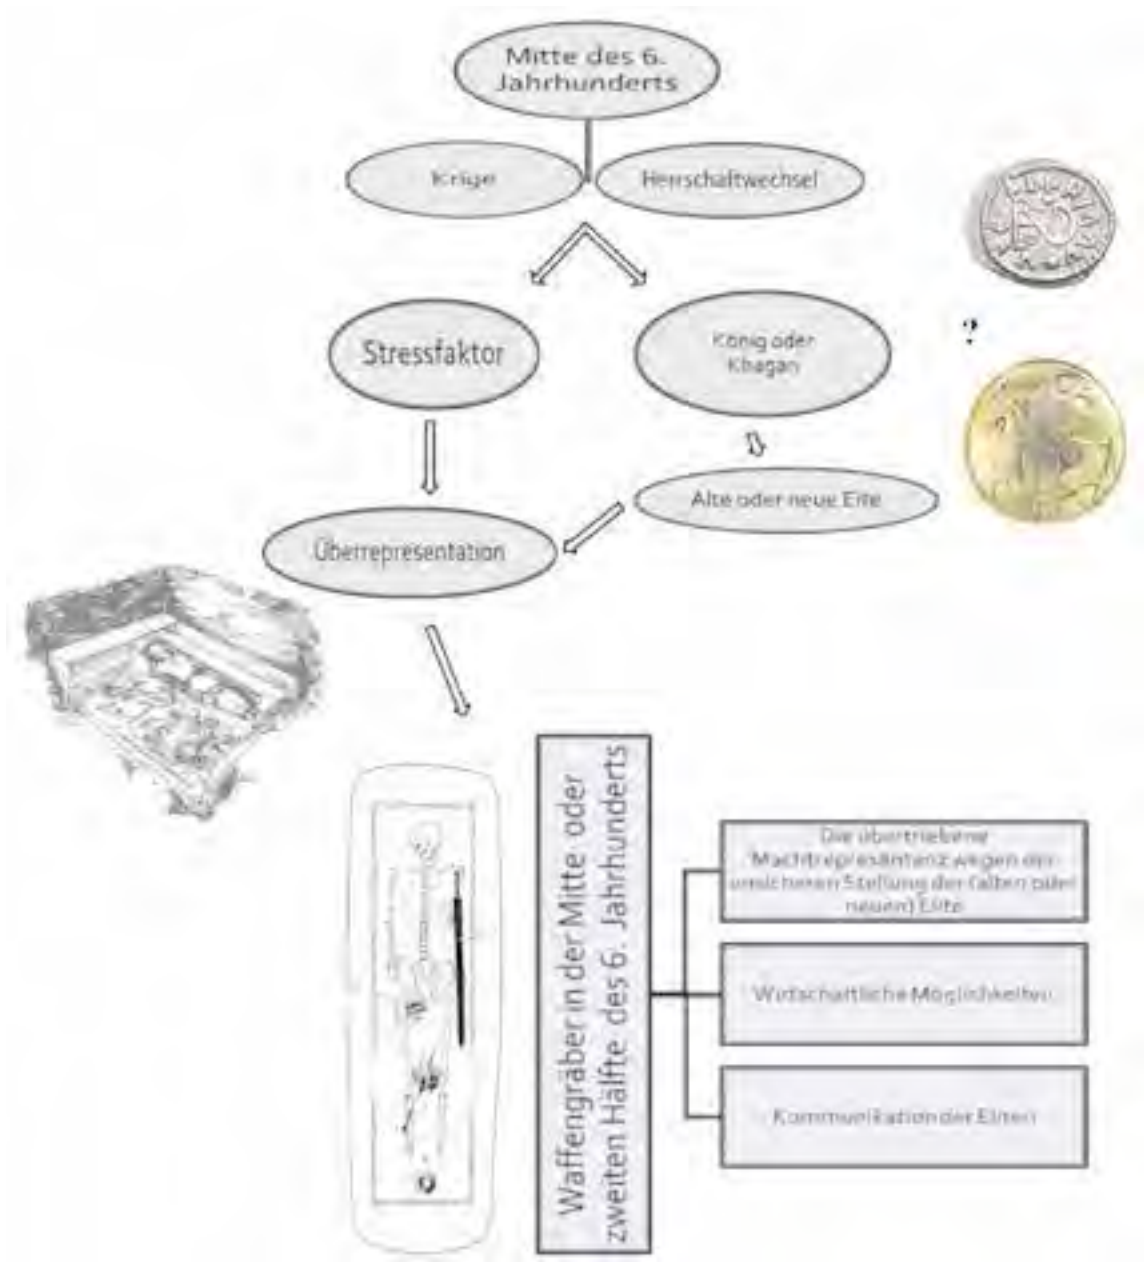 Mitte des 6.
Jahrhunderts
Krige
Herrschaftwechsel
Stressfaktor
König oder
Khagan
?
Alte oder neue Elite
Überrepresentation
Waffengräber in der Mitte oder
zweiten Hälfte des 6. Jahrhunderts
Die übertriebene
Machtrepresentanz wegen der
unsicheren Stellung der (alten oder
neuen) Elite
Wirtschaftliche Möglichkeiten
Kommunikation der Eliten